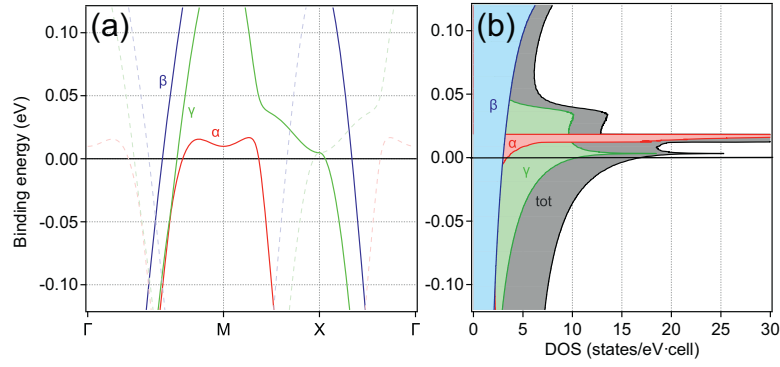 (a)
0.10
0.05
0.00
-0.05
-0.10
Binding energy (eV)
β
γ
α
Γ
M
X
Γ
(b)
0.10
0.05
0.00
-0.05
-0.10
β
α
γ
tot
0
5
10
15
20
25
30
DOS (states/eV·cell)